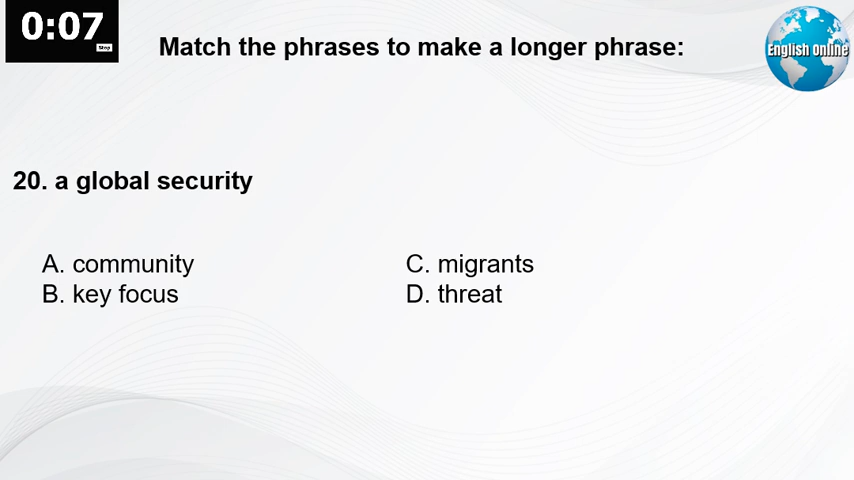 0:07
Stop
Match the phrases to make a longer phrase:
English Online
20. a global security
A. community
B. key focus
C. migrants
D. threat